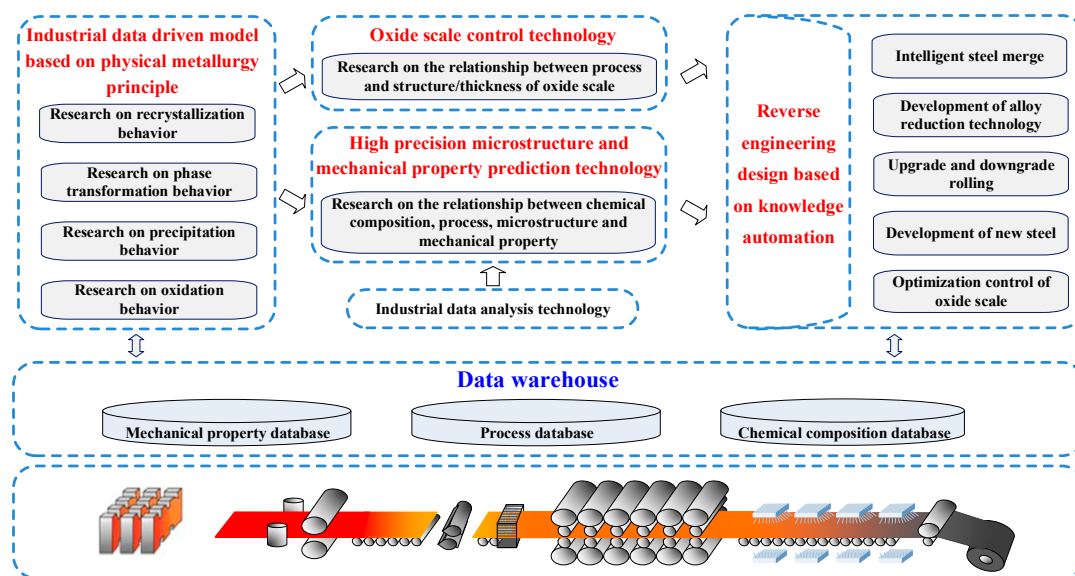 Industrial data driven model
based on physical metallurgy
principle
Research on recrystallization
behavior
Research on phase
transformation behavior
Research on precipitation
behavior
Research on oxidation
behavior
Oxide scale control technology
Research on the relationship between process
and structure/thickness of oxide scale
High precision microstructure and
mechanical property prediction technology
Research on the relationship between chemical
composition, process, microstructure and
mechanical property
Industrial data analysis technology
Reverse
engineering
design based
on knowledge
automation
Intelligent steel merge
Development of alloy
reduction technology
Upgrade and downgrade
rolling
Development of new steel
Optimization control of
oxide scale
Data warehouse
Mechanical property database
Process database
Chemical composition database